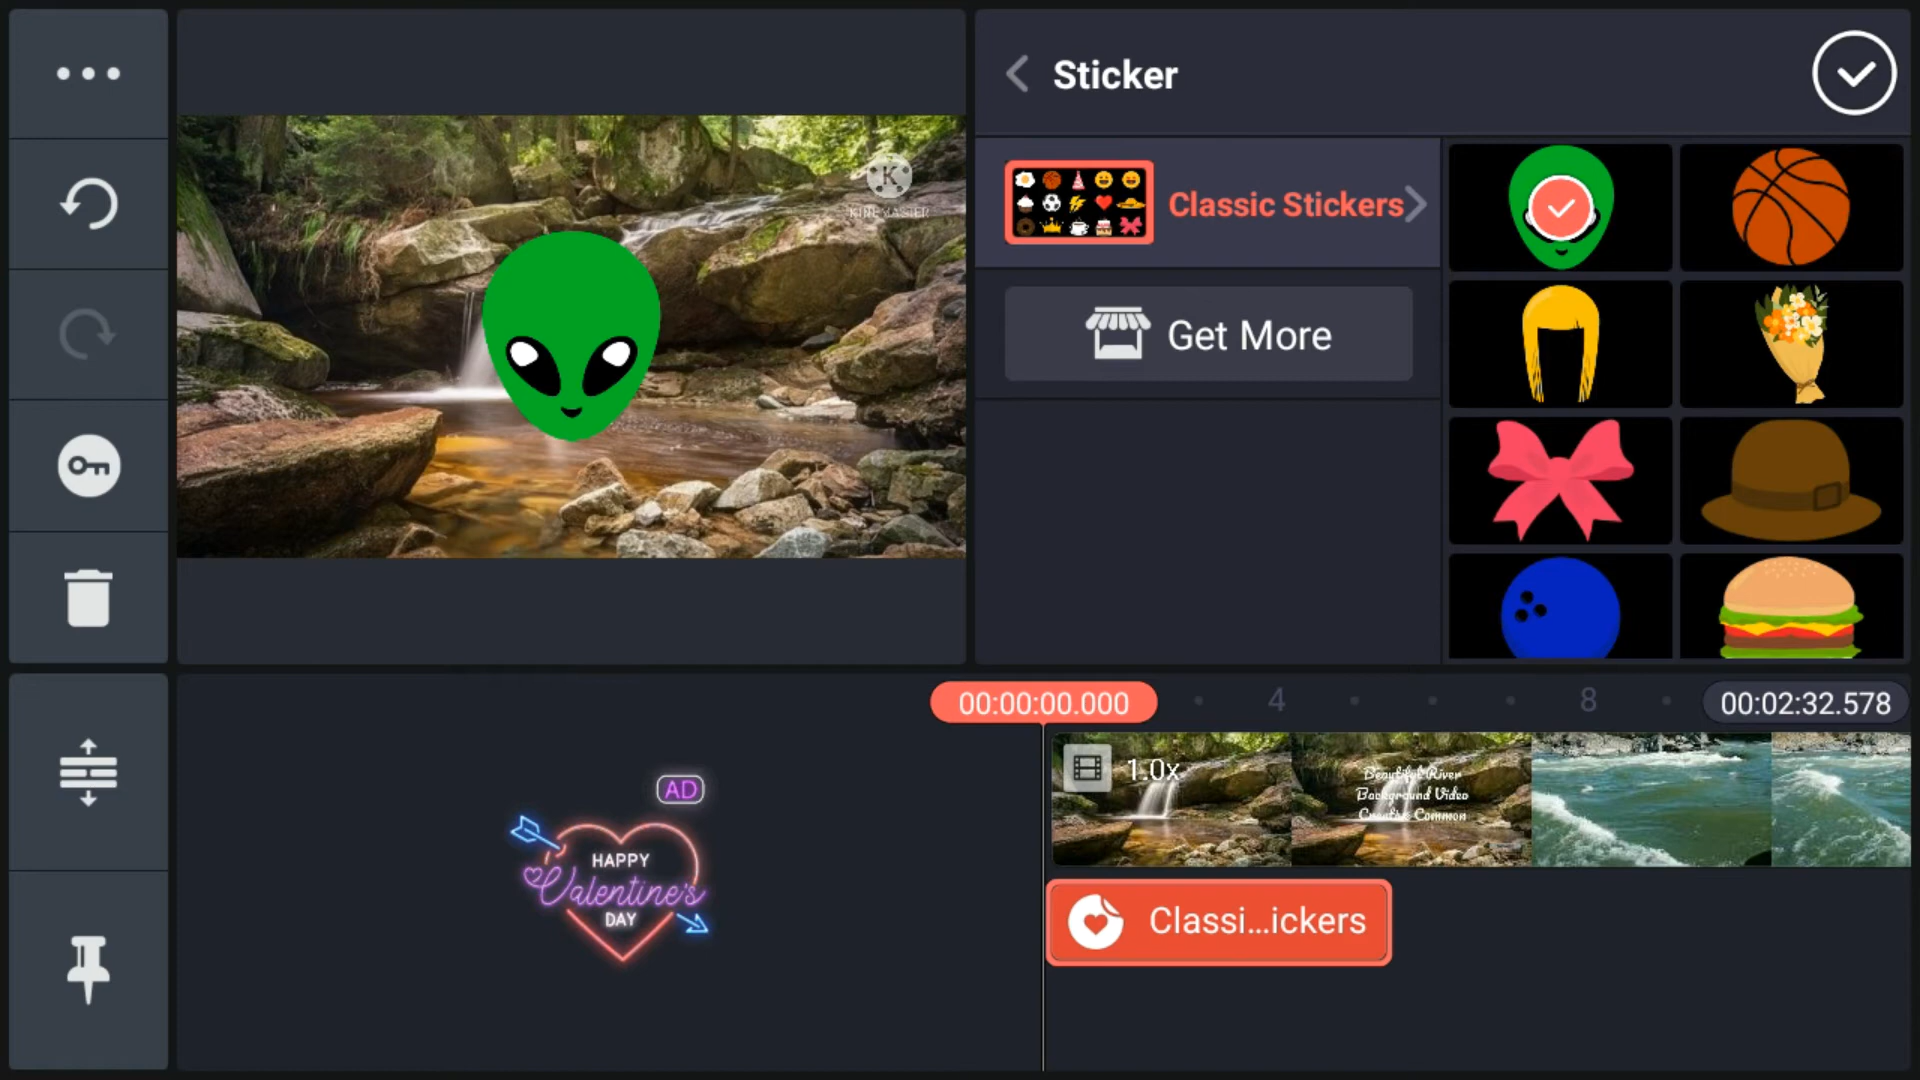 Sticker
K
KINEMASTER
Classic Stickers
Get More
00:00:00.000
4
8
00:02:32.578
1.0x
Beautiful River
Background Video
Creative Common
AD
HAPPY
Valentine's
DAY
Classi...ickers